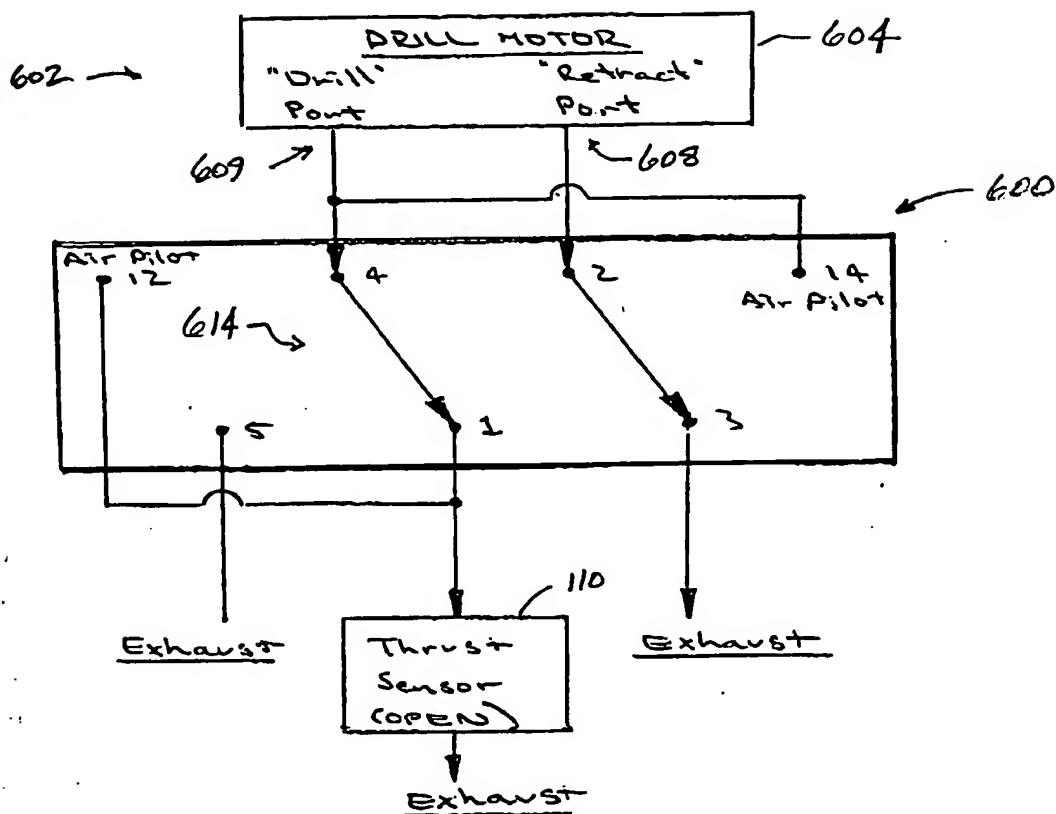 DRILL MOTOR
604
602
"Drill"
Port
"Retract"
Port
609
608
600
Air Pilot
12
4
2
14
Air Pilot
614
5
1
3
110
Exhaust
Thrust
Sensor
(OPEN)
Exhaust
Exhaust